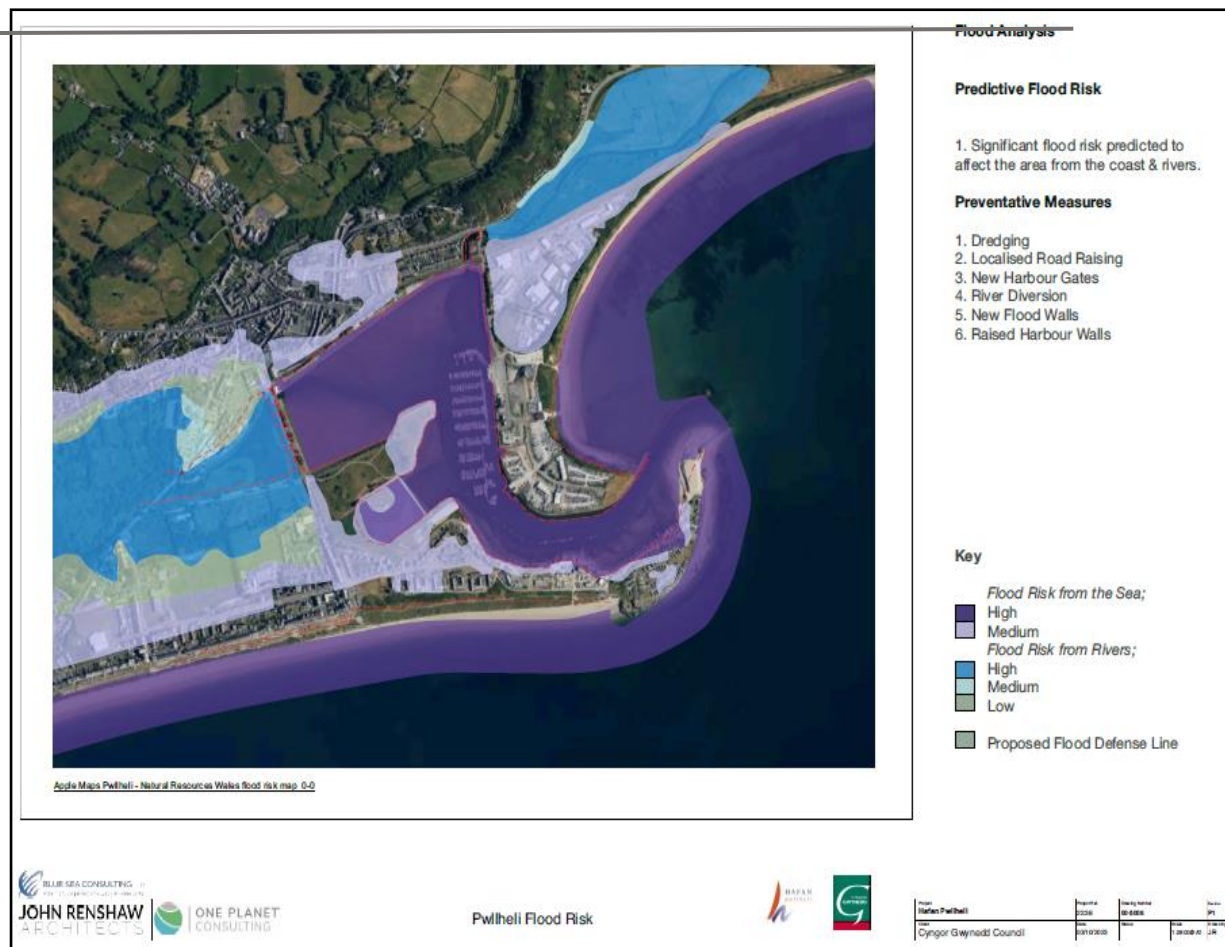 Flood Analysis
Predictive Flood Risk
1. Significant flood risk predicted to
affect the area from the coast & rivers.
Preventative Measures
1. Dredging
2. Localised Road Raising
3. New Harbour Gates
4. River Diversion
5. New Flood Walls
6. Raised Harbour Walls
Key
Flood Risk from the Sea;
High
Medium
Flood Risk from Rivers;
High
Medium
Low
Proposed Flood Defense Line
Apple Maps Pwllheli - Natural Resources Wales flood risk map 0-0
BLUE SEA CONSULTING
JOHN RENSHAW
ARCHITECTS
ONE PLANET
CONSULTING
Pwllheli Flood Risk
HAFAN
Hafan Pwllheli
Cyngor Gwynedd Council
P1